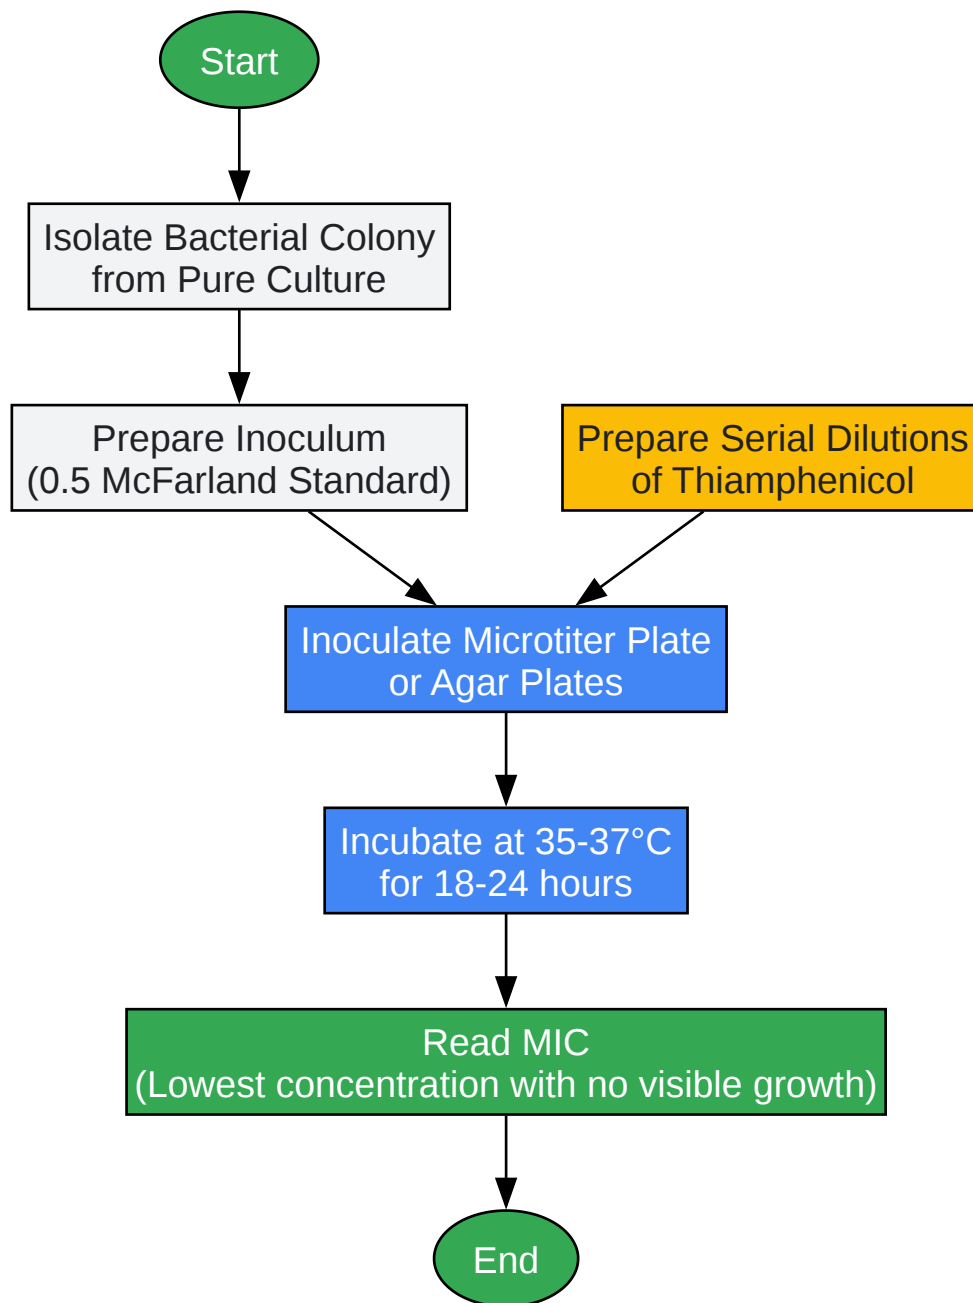 Start
Isolate Bacterial Colony
from Pure Culture
Prepare Inoculum
(0.5 McFarland Standard)
Prepare Serial Dilutions
of Thiamphenicol
Inoculate Microtiter Plate
or Agar Plates
Incubate at 35-37°C
for 18-24 hours
Read MIC
(Lowest concentration with no visible growth)
End